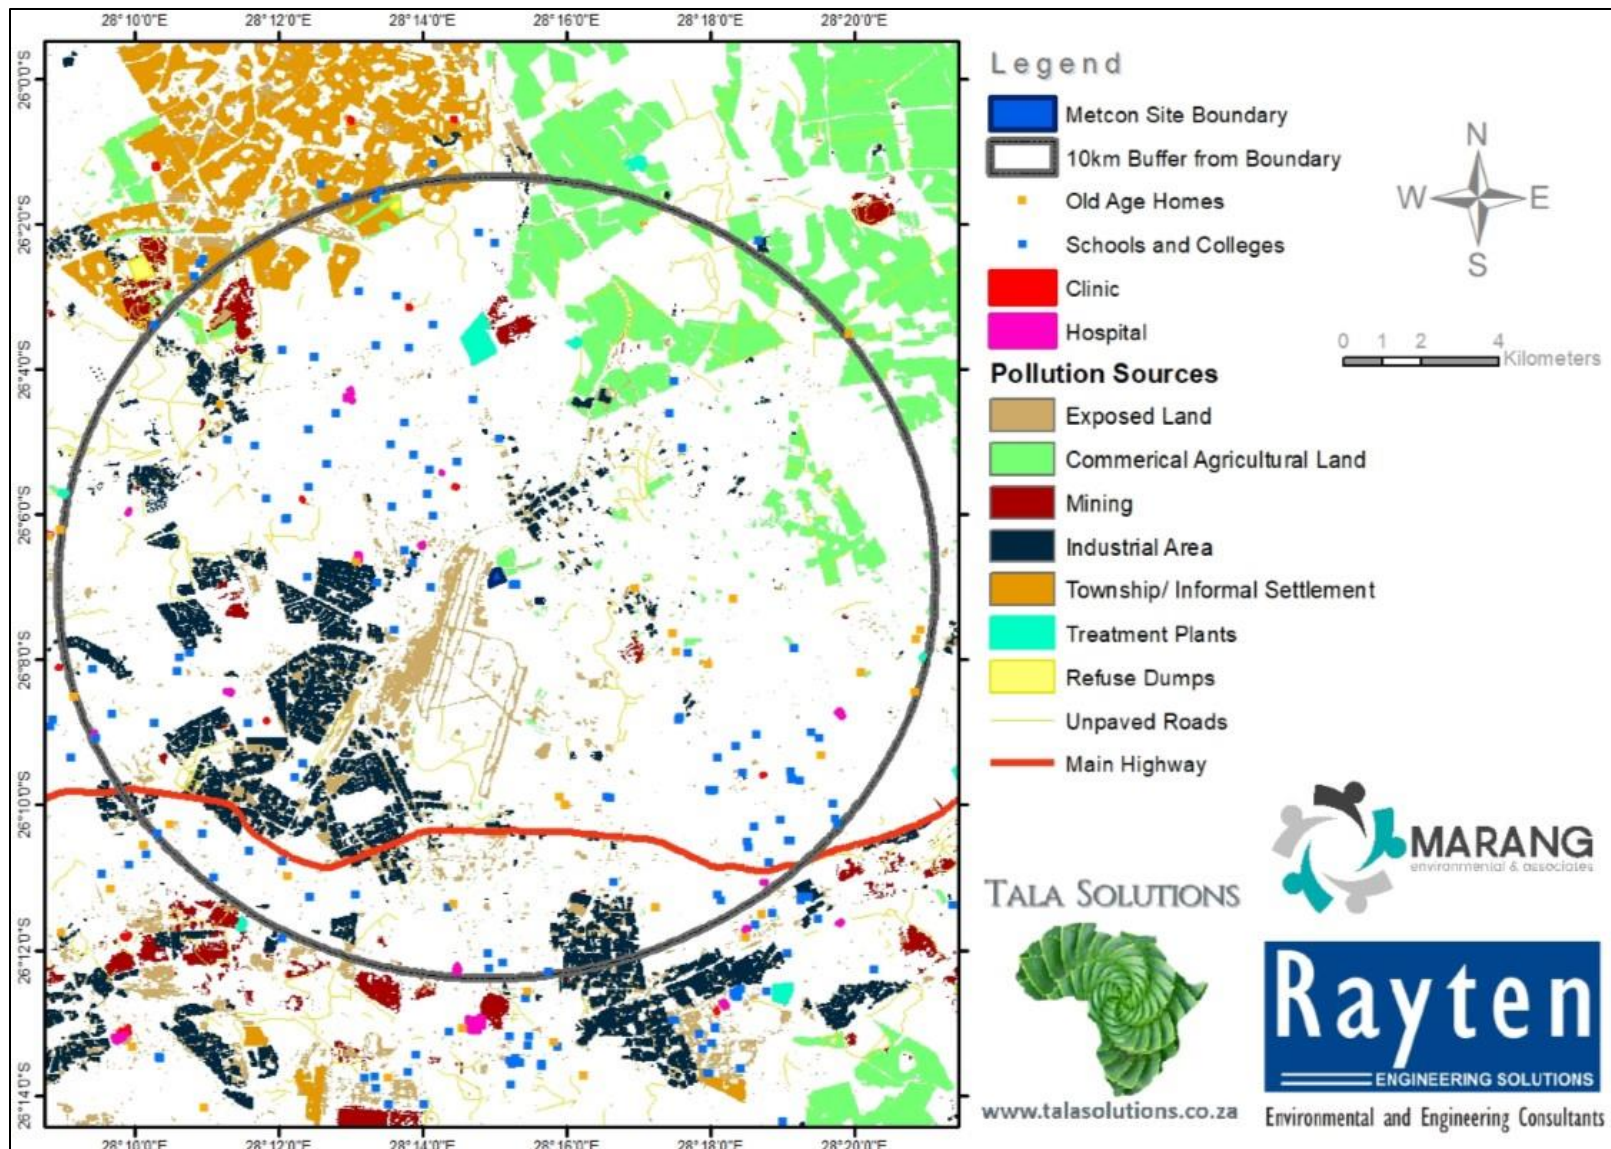 28°10'0"E 28°12'0"E 28°14'0"E 28°16'0"E 28°18'0"E 28°20'0"E
26°0'0"S
26°2'0"S
26°4'0"S
26°6'0"S
26°8'0"S
26°10'0"S
26°12'0"S
26°14'0"S
28°10'0"E 28°12'0"E 28°14'0"E 28°16'0"E 28°18'0"E 28°20'0"E
Legend
Metcon Site Boundary
10km Buffer from Boundary
Old Age Homes
Schools and Colleges
Clinic
Hospital
Pollution Sources
Exposed Land
Commerical Agricultural Land
Mining
Industrial Area
Township/ Informal Settlement
Treatment Plants
Refuse Dumps
Unpaved Roads
Main Highway
N
W E
S
0 1 2 4
Kilometers
MARANG
environmental & associates
TALA SOLUTIONS
www.talasolutions.co.za
Rayten
ENGINEERING SOLUTIONS
Environmental and Engineering Consultants